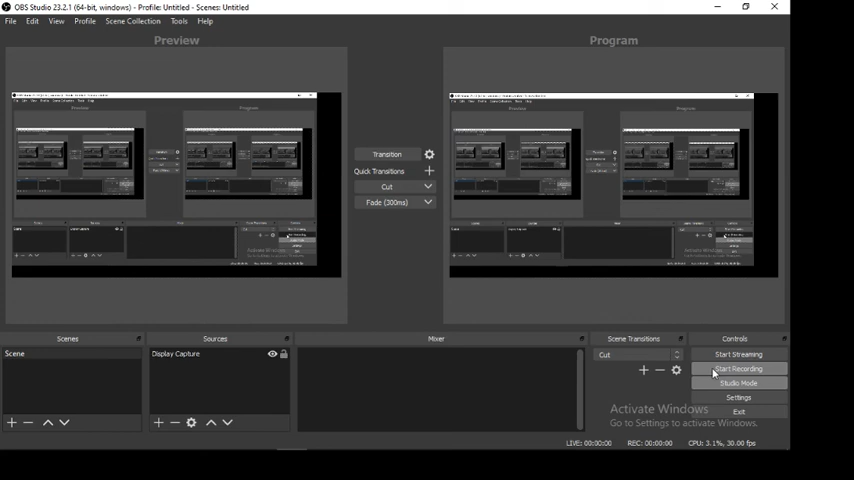 OBS Studio 23.2.1 (64-bit, windows) - Profile: Untitled - Scenes: Untitled
File Edit View Profile Scene Collection Tools Help
Preview
Program
Transition
Quick Transitions
Cut
Fade (300ms)
Scenes
Sources
Mixer
Scene Transitions
Controls
Scene
Display Capture
Cut
Start Streaming
Start Recording
Studio Mode
Settings
Exit
Activate Windows
Go to Settings to activate Windows.
LIVE: 00:00:00 REC: 00:00:00 CPU: 3.1%, 30.00 fps